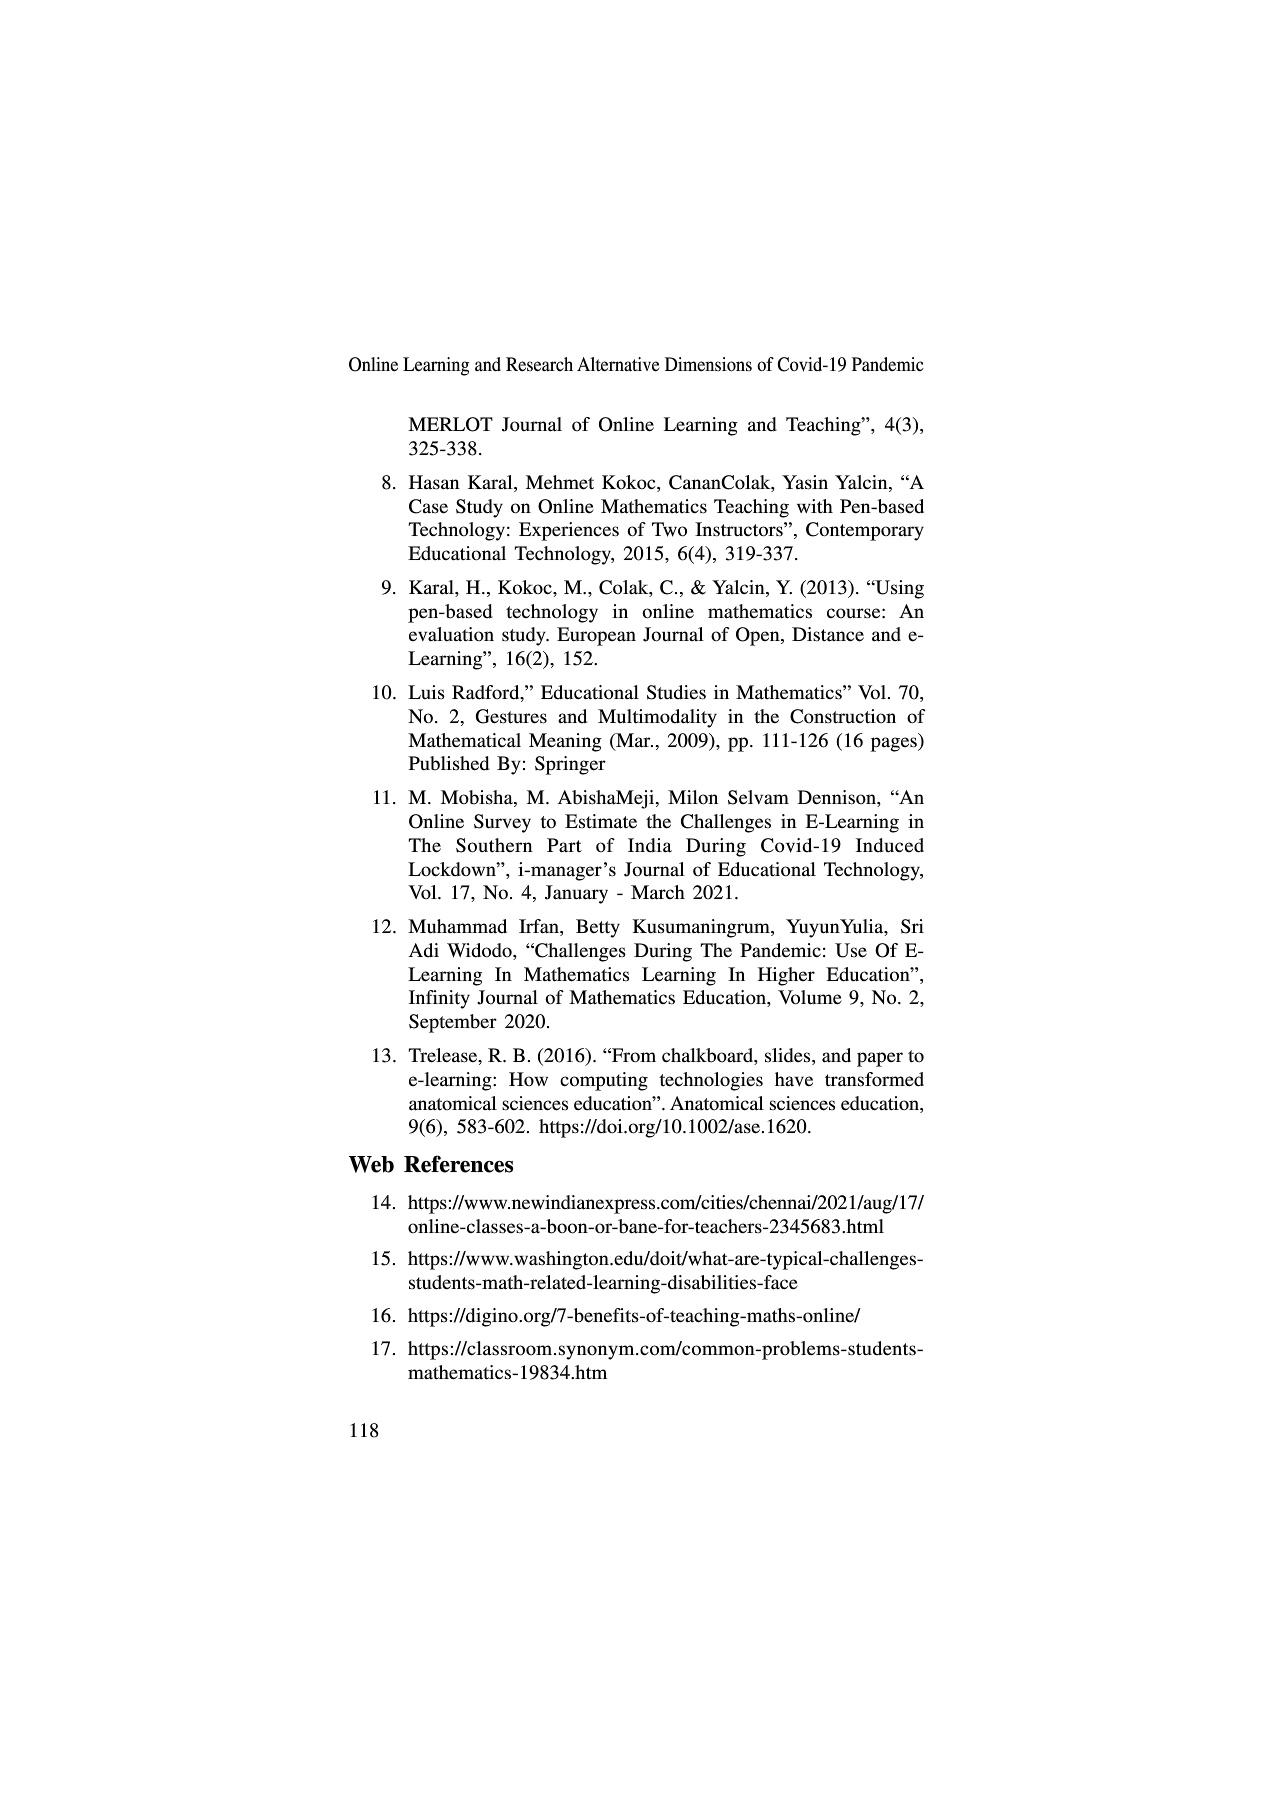 Online Learning and Research Alternative Dimensions of Covid-19 Pandemic
MERLOT Journal of Online Learning and Teaching”, 4(3),
325-338.
8. Hasan Karal, Mehmet Kokoc, CananColak, Yasin Yalcin, “A
Case Study on Online Mathematics Teaching with Pen-based
Technology: Experiences of Two Instructors”, Contemporary
Educational Technology, 2015, 6(4), 319-337.
9. Karal, H., Kokoc, M., Colak, C., & Yalcin, Y. (2013). “Using
pen-based technology in online mathematics course: An
evaluation study. European Journal of Open, Distance and e-
Learning”, 16(2), 152.
10. Luis Radford,” Educational Studies in Mathematics” Vol. 70,
No. 2, Gestures and Multimodality in the Construction of
Mathematical Meaning (Mar., 2009), pp. 111-126 (16 pages)
Published By: Springer
11. M. Mobisha, M. AbishaMeji, Milon Selvam Dennison, “An
Online Survey to Estimate the Challenges in E-Learning in
The Southern Part of India During Covid-19 Induced
Lockdown”, i-manager’s Journal of Educational Technology,
Vol. 17, No. 4, January - March 2021.
12. Muhammad Irfan, Betty Kusumaningrum, YuyunYulia, Sri
Adi Widodo, “Challenges During The Pandemic: Use Of E-
Learning In Mathematics Learning In Higher Education”,
Infinity Journal of Mathematics Education, Volume 9, No. 2,
September 2020.
13. Trelease, R. B. (2016). “From chalkboard, slides, and paper to
e-learning: How computing technologies have transformed
anatomical sciences education”. Anatomical sciences education,
9(6), 583-602. https://doi.org/10.1002/ase.1620.
Web References
14. https://www.newindianexpress.com/cities/chennai/2021/aug/17/
online-classes-a-boon-or-bane-for-teachers-2345683.html
15. https://www.washington.edu/doit/what-are-typical-challenges-
students-math-related-learning-disabilities-face
16. https://digino.org/7-benefits-of-teaching-maths-online/
17. https://classroom.synonym.com/common-problems-students-
mathematics-19834.htm
118